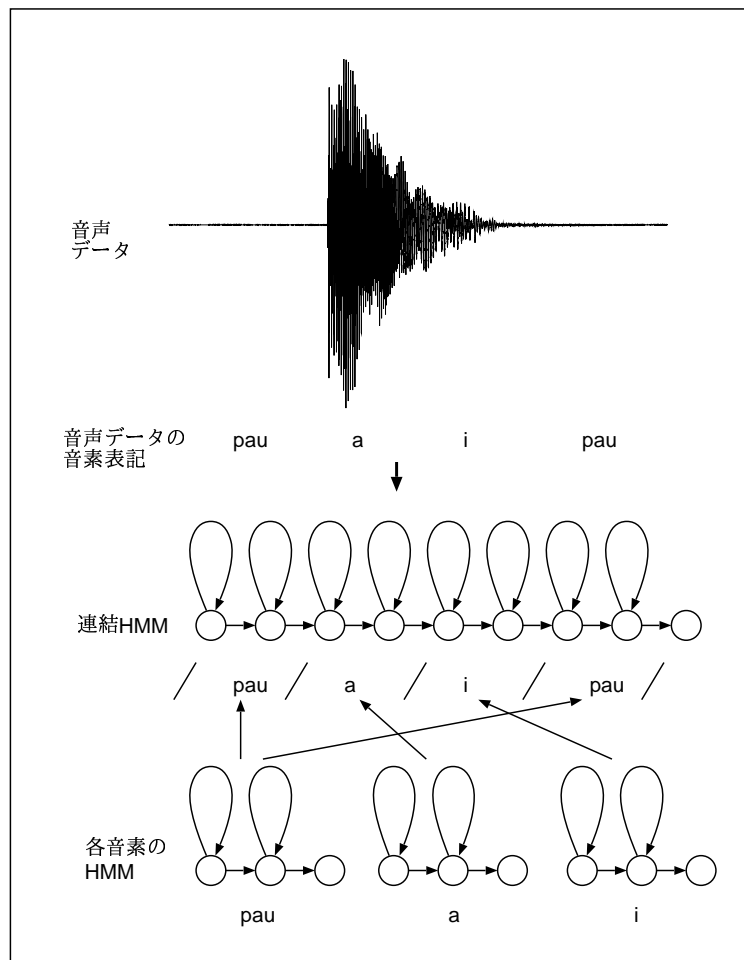 音声
データ
音声データの
音素表記
pau a i pau
連結HMM
pau a i pau
各音素の
HMM
pau a i